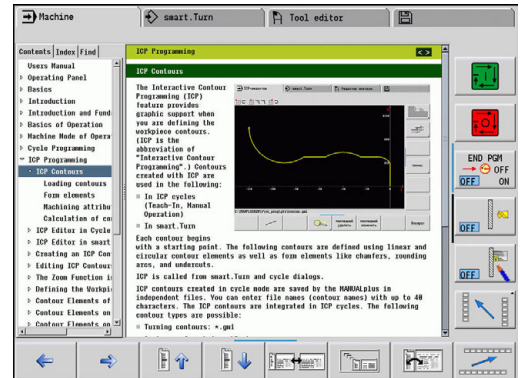 Machine
smart.Turn
Tool editor
Contents Index Find
Users Manual
Operating Panel
Basics
Introduction
Introduction and Fund
Basics of Operation
Machine Mode of Opera
Cycle Programming
ICP Programming
ICP Contours
Loading contours
Form elements
Machining attribu
Calculation of co
ICP Editor in Cycle
ICP Editor in smart
Creating an ICP Con
Editing ICP Contour
The Zoom Function i
Defining the Workpi
Contour Elements of
Contour Elements on
Contour Elements on
ICP Programming
ICP Contours
The Interactive Contour
Programming (ICP)
feature provides
graphic support when
you are defining the
workpiece contours.
(ICP is the
abbreviation of
"Interactive Contour
Programming".) Contours
created with ICP are
used in the following:
In ICP cycles
(Teach-In, Manual
Operation)
In smart.Turn
Each contour begins
with a starting point. The following contours are defined using linear and
circular contour elements as well as form elements like chamfers, rounding
arcs, and undercuts.
ICP is called from smart.Turn and cycle dialogs.
ICP contours created in cycle mode are saved by the MANUALplus in
independent files. You can enter file names (contour names) with up to 40
characters. The ICP contours are integrated in ICP cycles. The following
contour types are possible:
Turning contours: *.gmi
END PGM
OFF
OFF ON
OFF
OFF